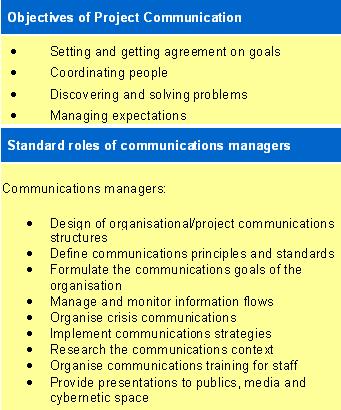 Objectives of Project Communication
• Setting and getting agreement on goals
• Coordinating people
• Discovering and solving problems
• Managing expectations
Standard roles of communications managers
Communications managers:
• Design of organisational/project communications
structures
• Define communications principles and standards
• Formulate the communications goals of the
organisation
• Manage and monitor information flows
• Organise crisis communications
• Implement communications strategies
• Research the communications context
• Organise communications training for staff
• Provide presentations to publics, media and
cybernetic space